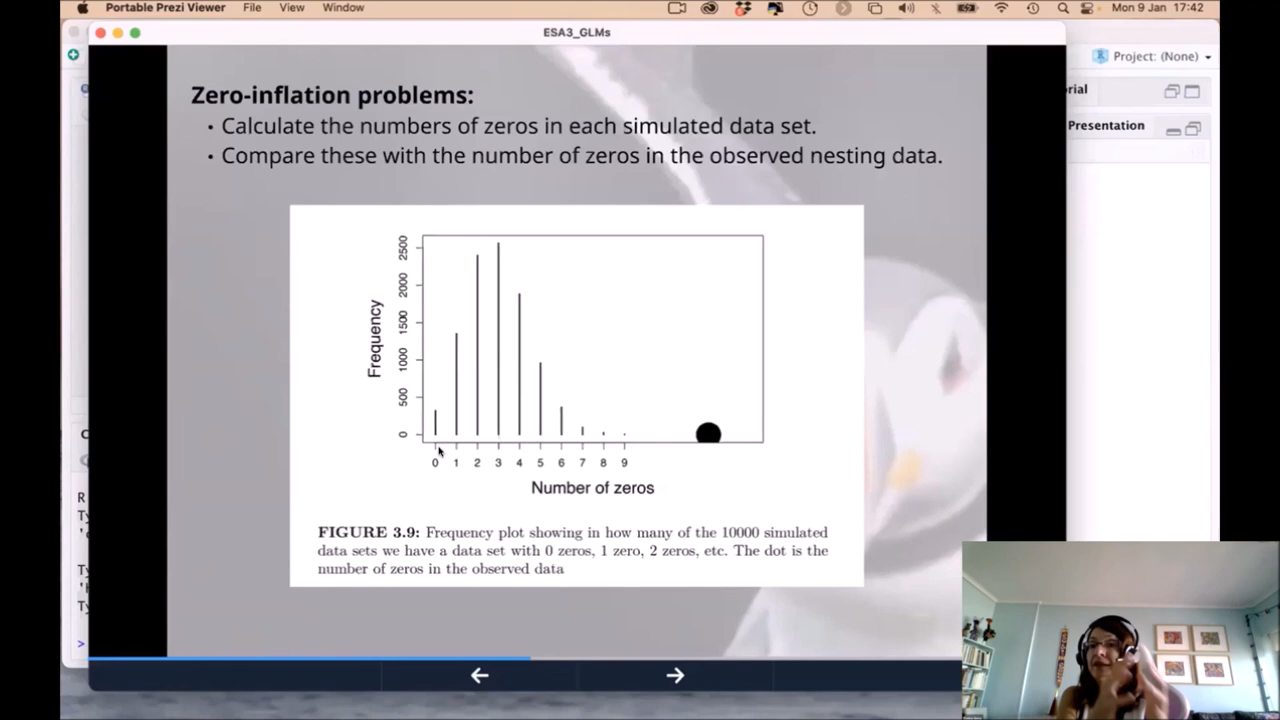 Portable Prezi Viewer File View Window Mon 9 Jan 17:42
ESA3_GLMs
Project: (None)
rial
Presentation
Zero-inflation problems:
• Calculate the numbers of zeros in each simulated data set.
• Compare these with the number of zeros in the observed nesting data.
Frequency
2500
2000
1500
1000
500
0
0 1 2 3 4 5 6 7 8 9
Number of zeros
FIGURE 3.9: Frequency plot showing in how many of the 10000 simulated
data sets we have a data set with 0 zeros, 1 zero, 2 zeros, etc. The dot is the
number of zeros in the observed data
R
Ty
Ty
Ty
>
← →